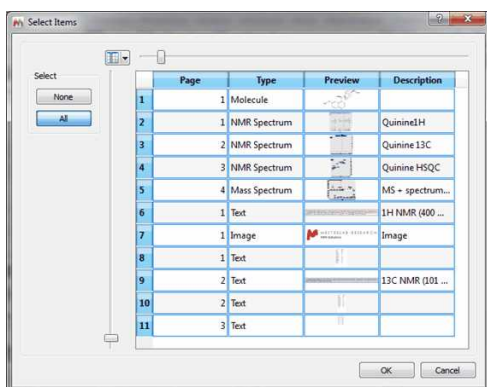 Select Items
Select
None
All
Page Type Preview Description
1 1 Molecule
2 1 NMR Spectrum Quinine1H
3 2 NMR Spectrum Quinine 13C
4 3 NMR Spectrum Quinine HSQC
5 4 Mass Spectrum MS + spectrum...
6 1 Text 1H NMR (400 ...
7 1 Image MESTRELAB RESEARCH Image
8 1 Text
9 2 Text 13C NMR (101 ...
10 2 Text
11 3 Text
OK Cancel